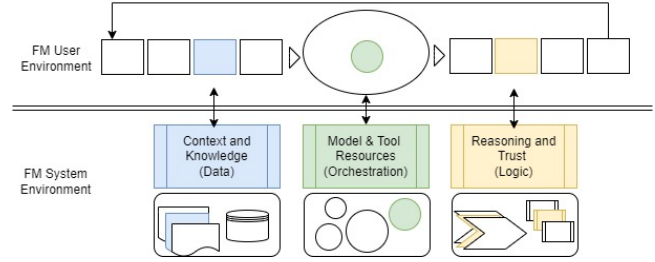 FM User
Environment
Context and
Knowledge
(Data)
Model & Tool
Resources
(Orchestration)
Reasoning and
Trust
(Logic)
FM System
Environment